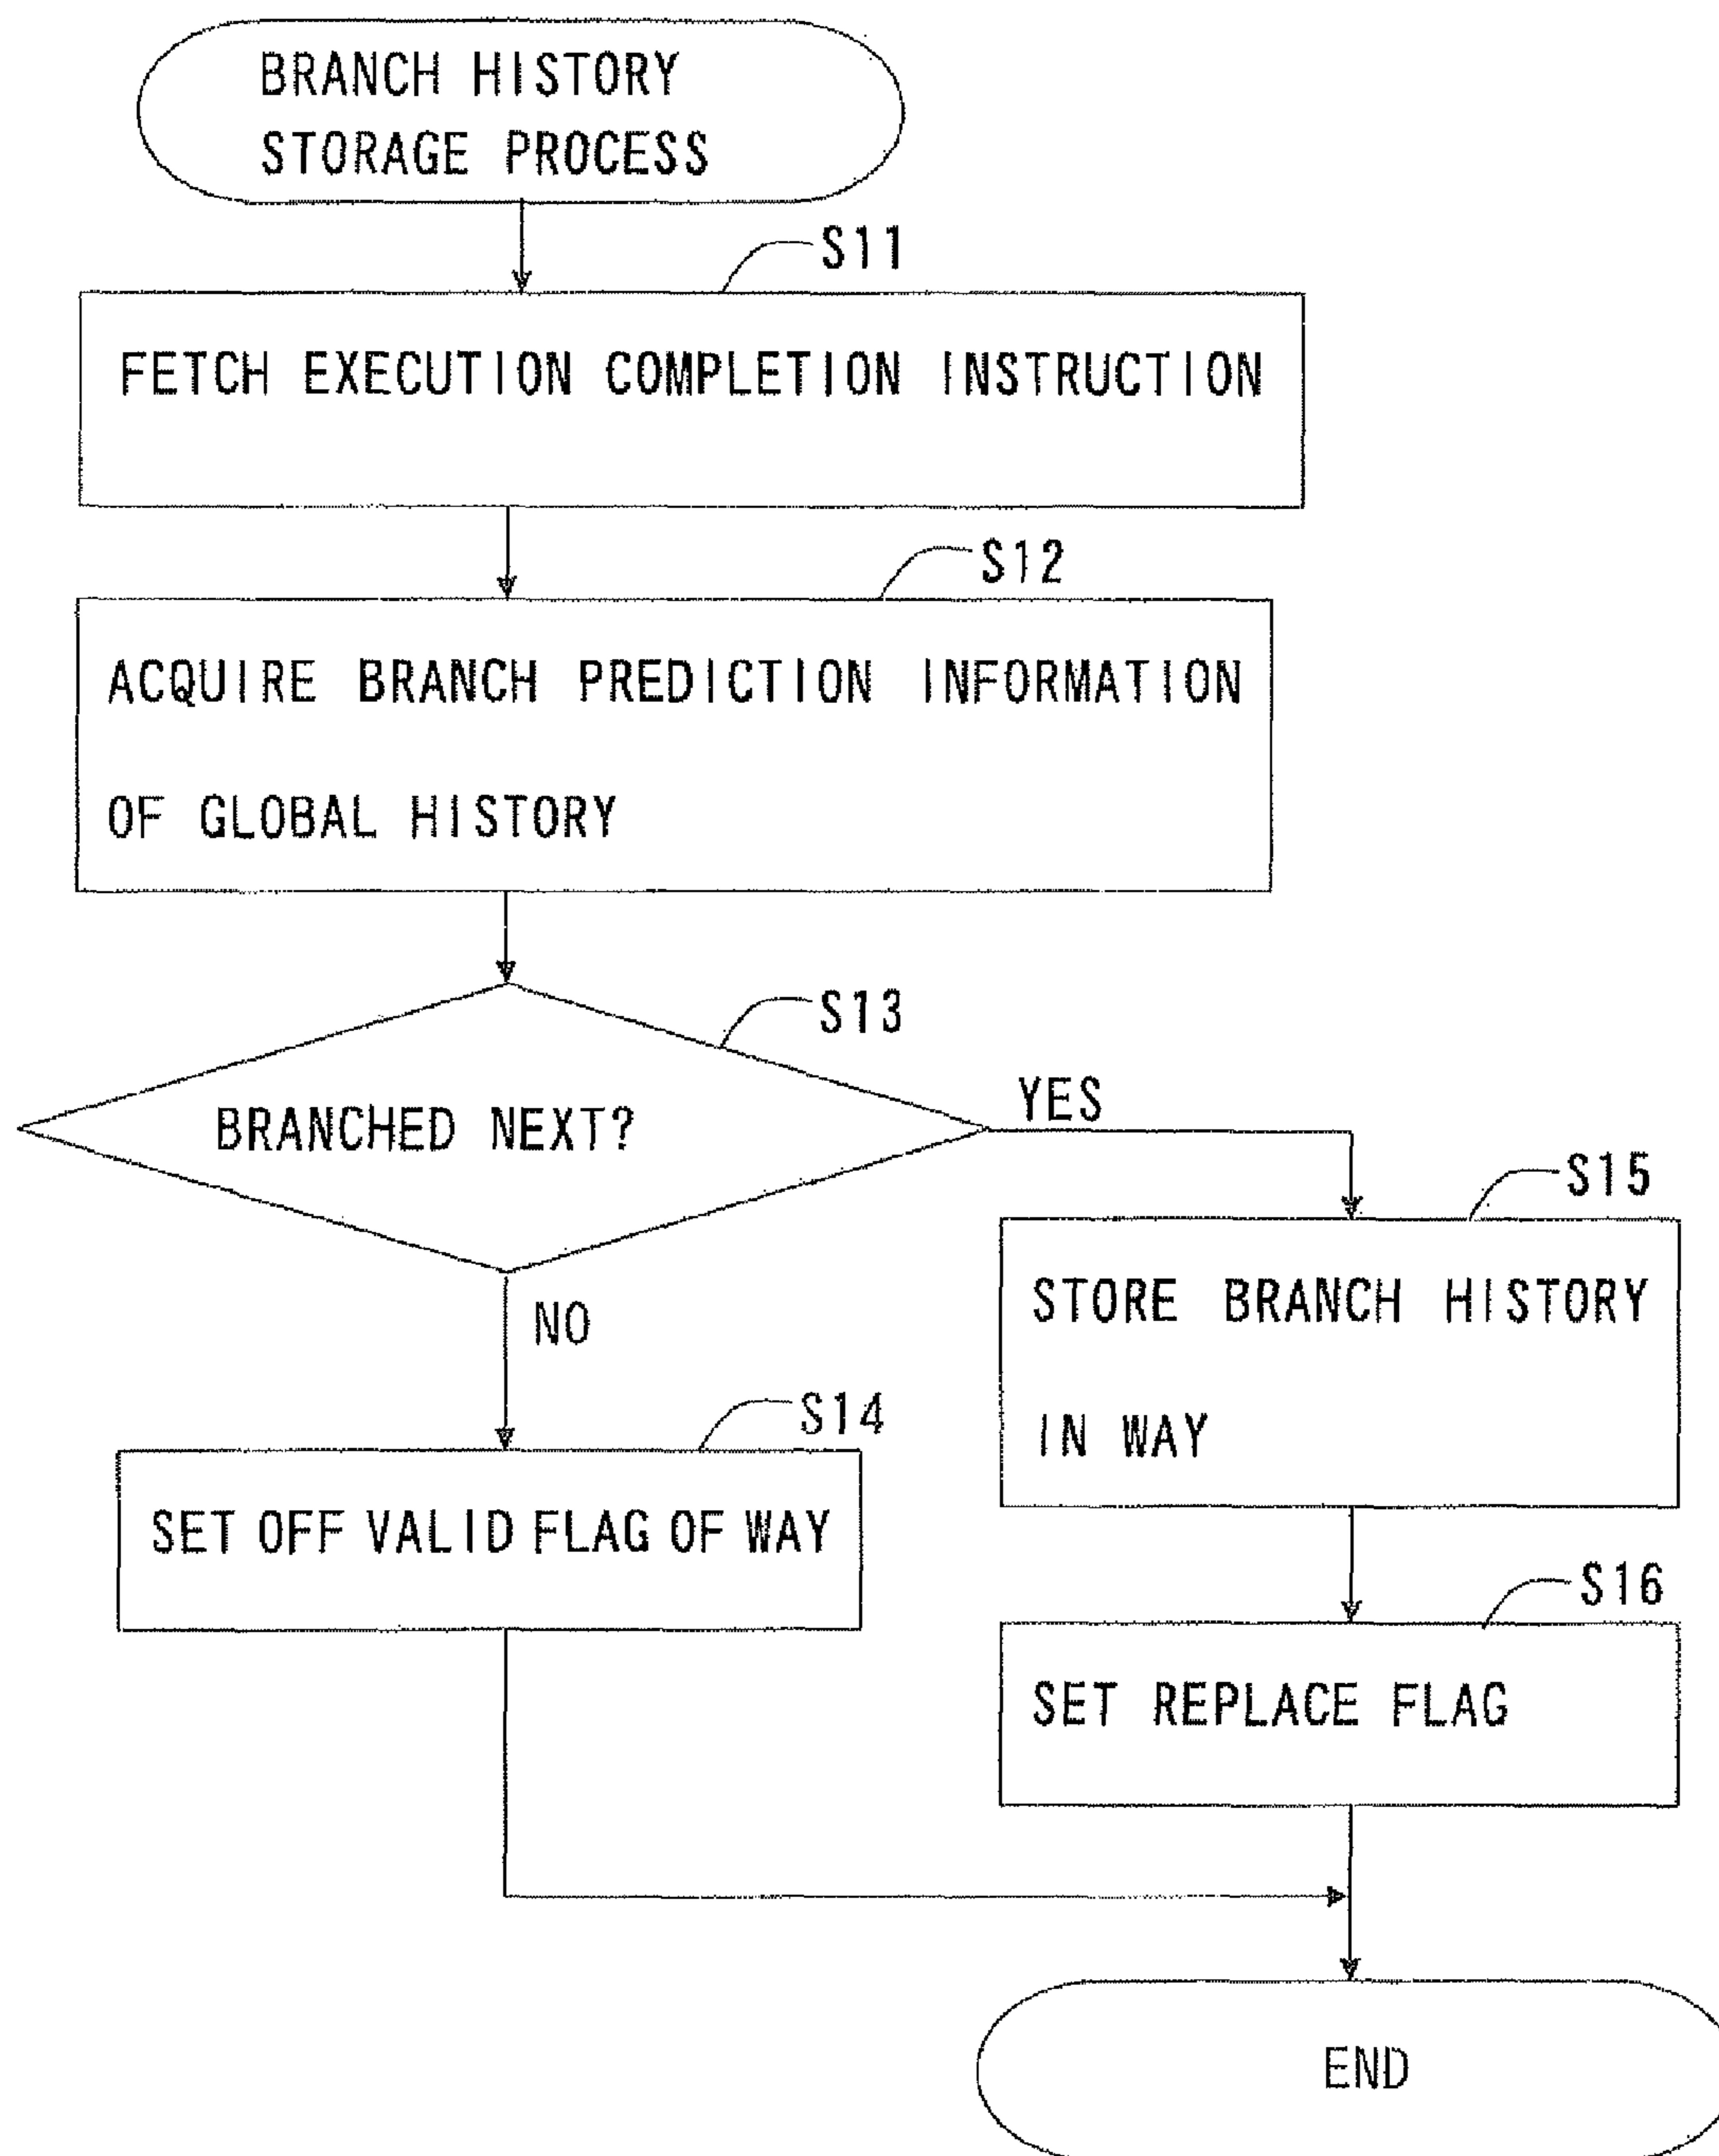 BRANCH HISTORY
STORAGE PROCESS
S11
FETCH EXECUTION COMPLETION INSTRUCTION
S12
ACQUIRE BRANCH PREDICTION INFORMATION
OF GLOBAL HISTORY
S13
BRANCHED NEXT?
YES
S15
STORE BRANCH HISTORY
IN WAY
NO
S14
SET OFF VALID FLAG OF WAY
S16
SET REPLACE FLAG
END